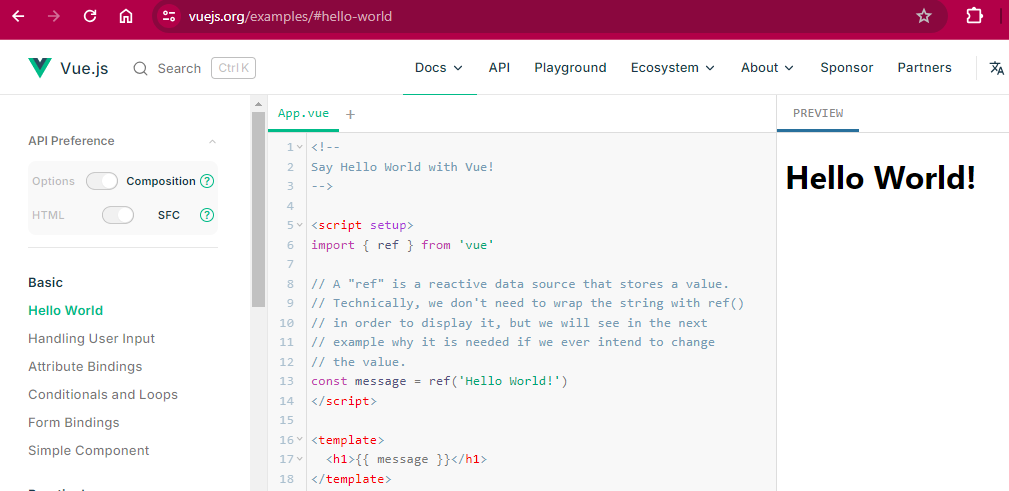 vuejs.org/examples/#hello-world
Vue.js
Search
Ctrl K
Docs
API
Playground
Ecosystem
About
Sponsor
Partners
API Preference
Options
Composition
?
HTML
SFC
?
Basic
Hello World
Handling User Input
Attribute Bindings
Conditionals and Loops
Form Bindings
Simple Component
App.vue
+
1 <!--
2 Say Hello World with Vue!
3 -->
4
5 <script setup>
6 import { ref } from 'vue'
7
8 // A "ref" is a reactive data source that stores a value.
9 // Technically, we don't need to wrap the string with ref()
10 // in order to display it, but we will see in the next
11 // example why it is needed if we ever intend to change
12 // the value.
13 const message = ref('Hello World!')
14 </script>
15
16 <template>
17   <h1>{{ message }}</h1>
18 </template>
PREVIEW
Hello World!